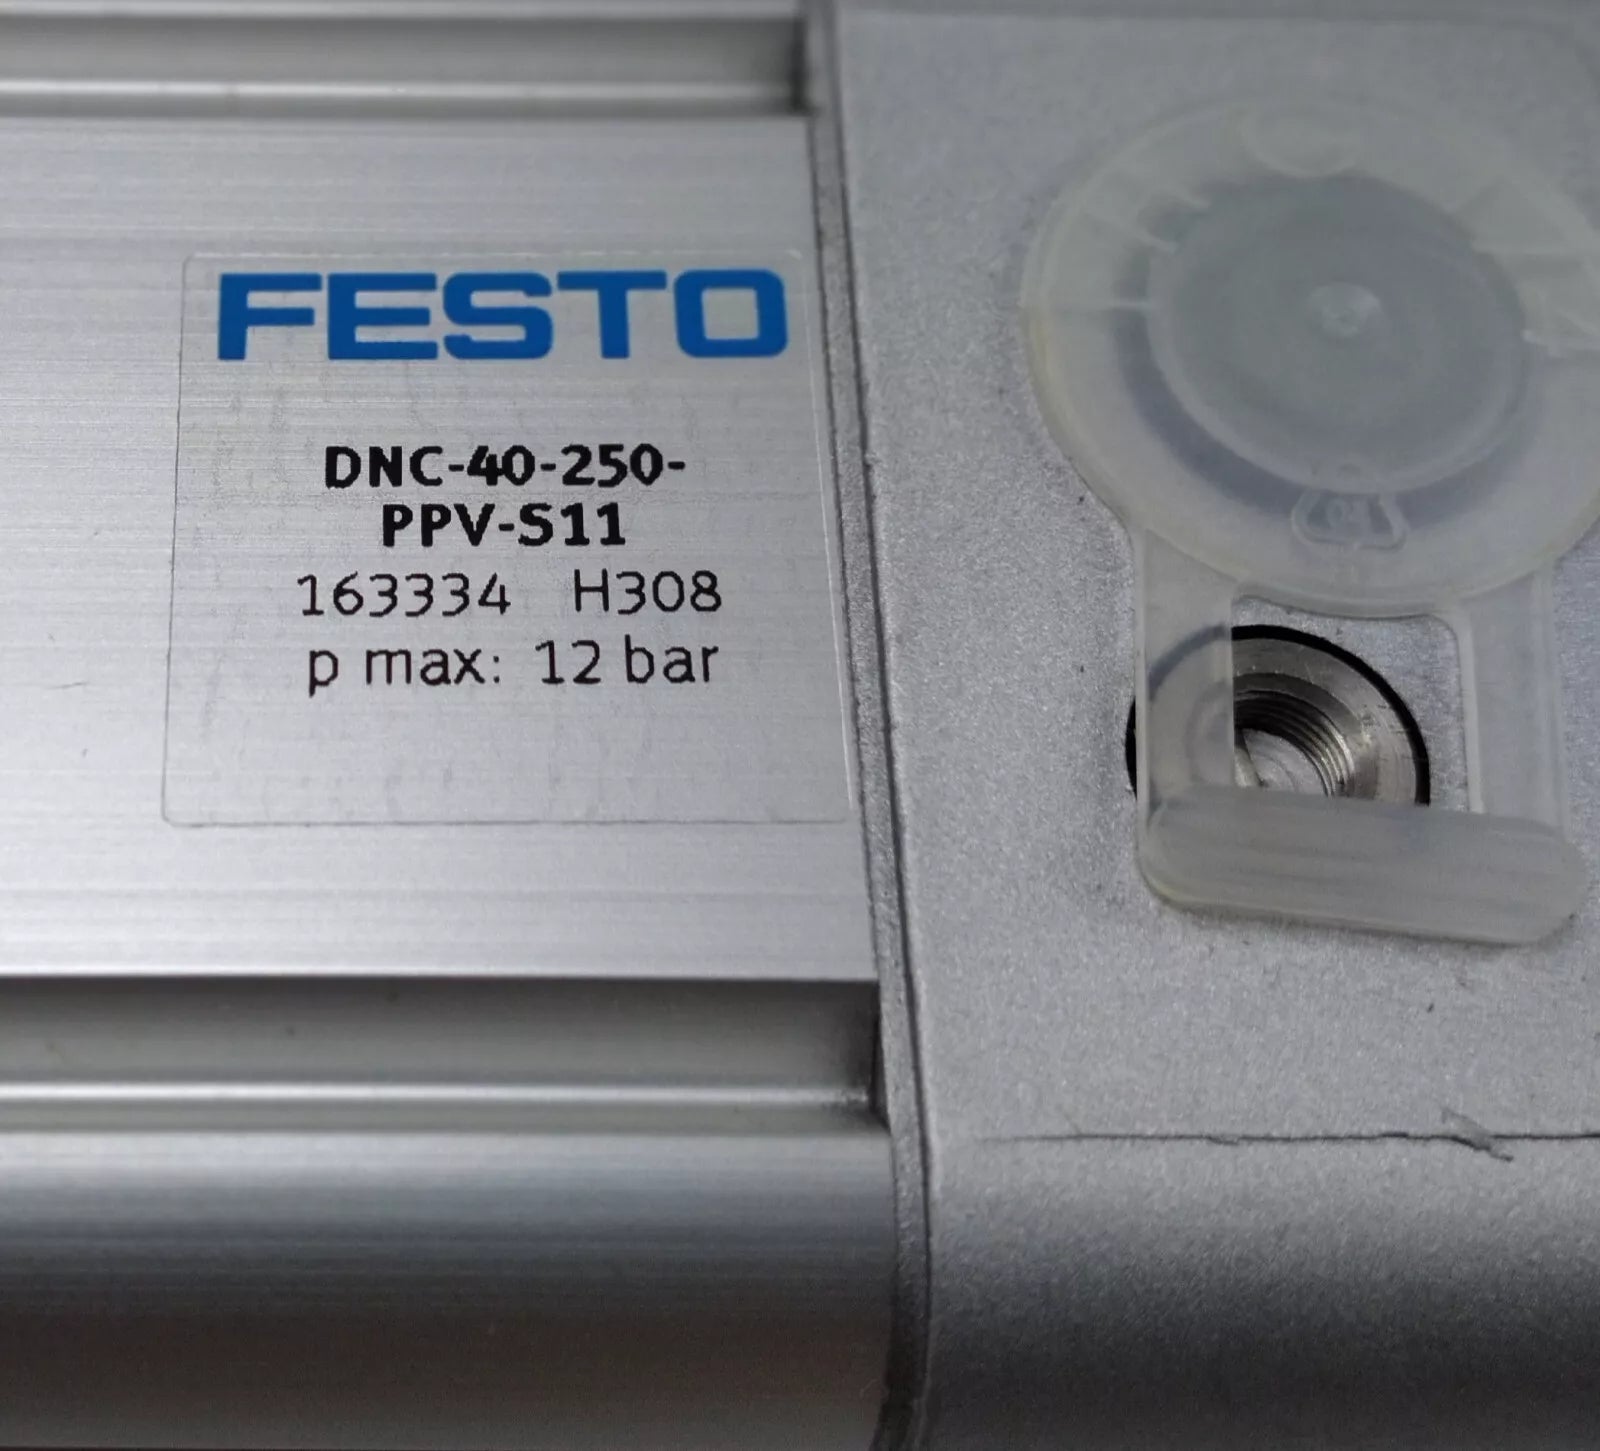 FESTO
DNC-40-250-
PPV-S11
163334 H308
p max: 12 bar